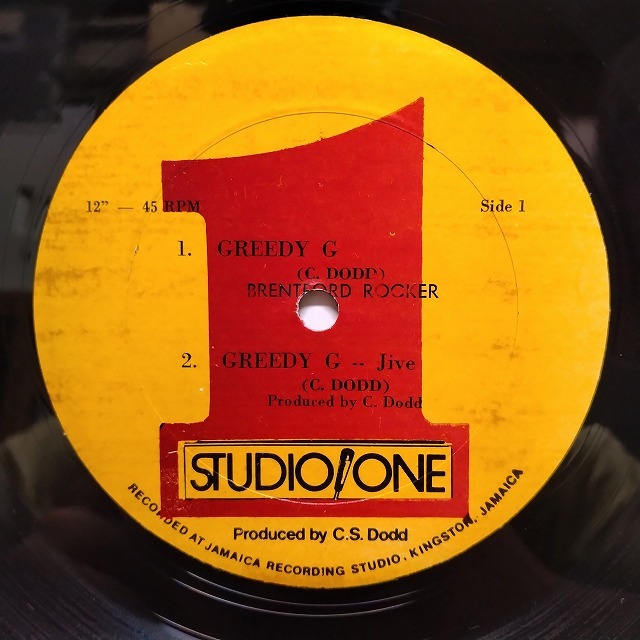 12" — 45 RPM
Side 1
1. GREEDY G
(C. DODD)
BRENTFORD ROCKER
2. GREEDY G -- Jive
(C. DODD)
Produced by C. Dodd
STUDIO ONE
Produced by C.S. Dodd
RECORDED AT JAMAICA RECORDING STUDIO, KINGSTON, JAMAICA